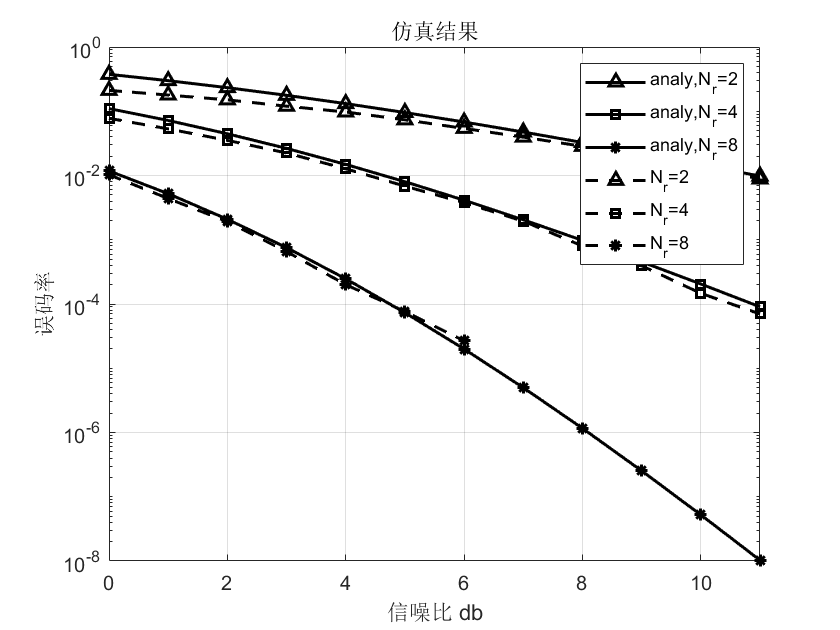 仿真结果
10^0
10^-2
10^-4
10^-6
10^-8
误码率
analy,N_r=2
analy,N_r=4
analy,N_r=8
N_r=2
N_r=4
N_r=8
0 2 4 6 8 10
信噪比 db